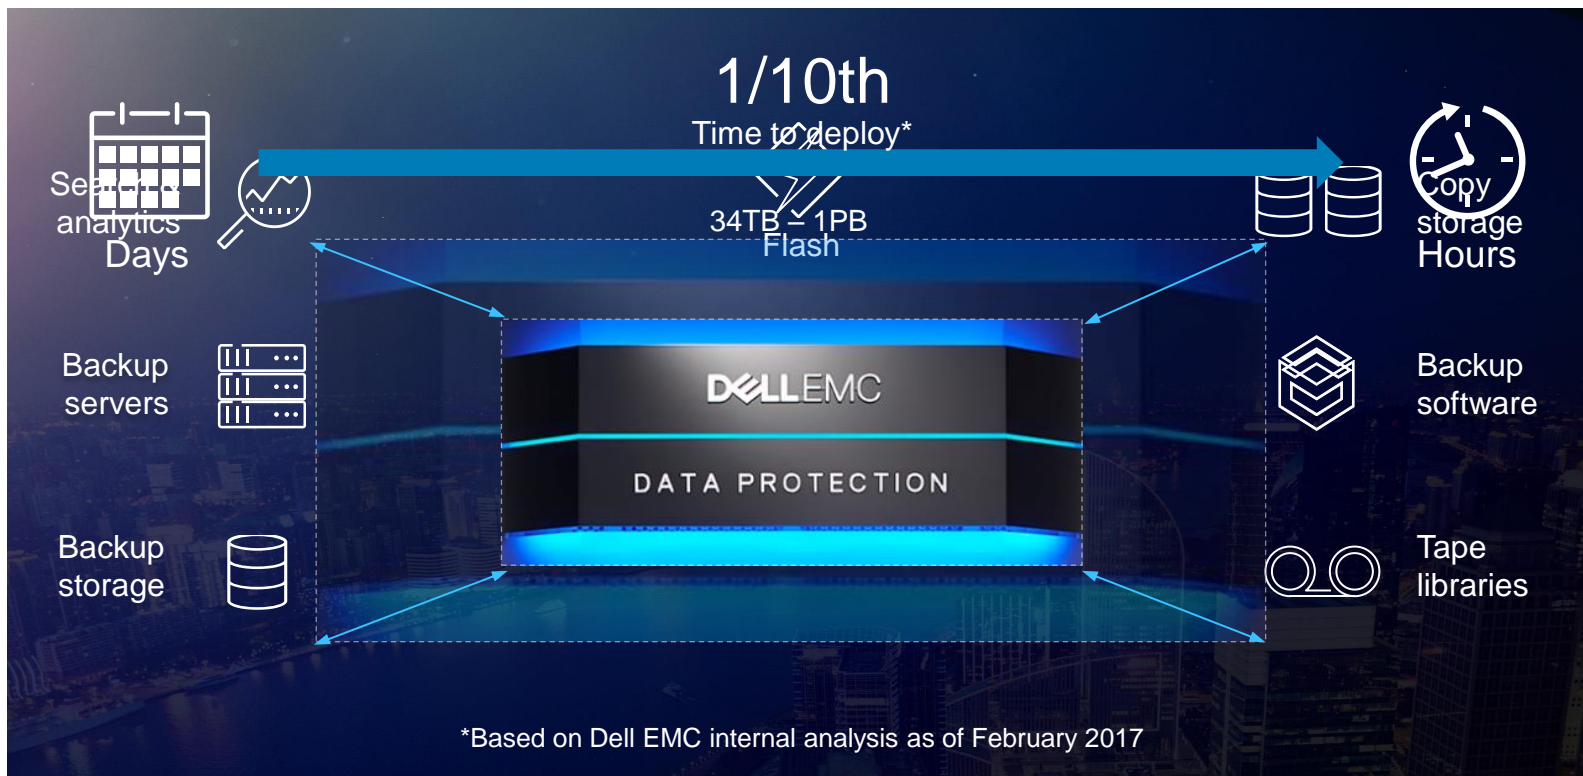 1/10th
Time to deploy*
Search &
analytics
Days
34TB – 1PB
Flash
Copy
storage
Hours
Backup
servers
DELLEMC
Backup
software
DATA PROTECTION
Backup
storage
Tape
libraries
*Based on Dell EMC internal analysis as of February 2017